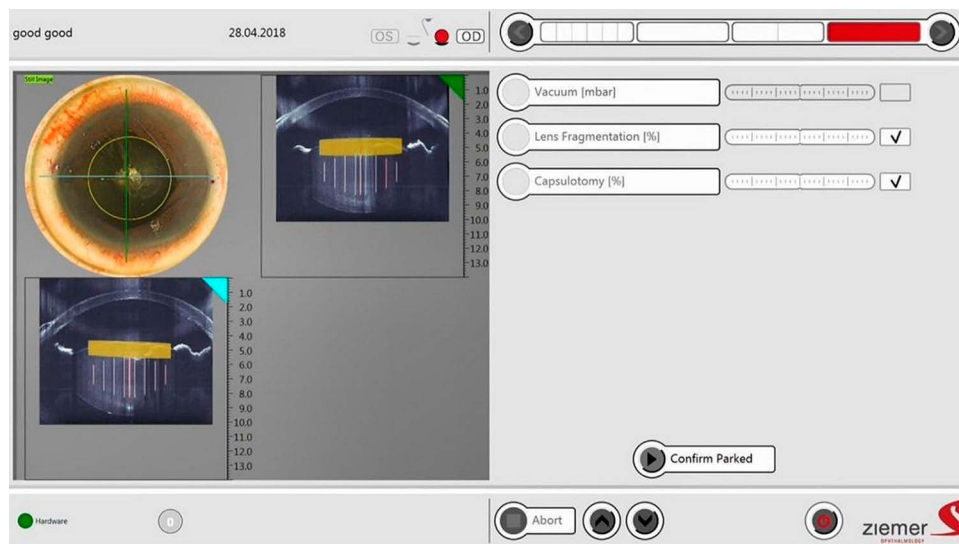 good good
28.04.2018
OS
OD
Still Image
1.0
2.0
3.0
4.0
5.0
6.0
7.0
8.0
9.0
10.0
11.0
12.0
13.0
Vacuum [mbar]
Lens Fragmentation [%]
Capsulotomy [%]
1.0
2.0
3.0
4.0
5.0
6.0
7.0
8.0
9.0
10.0
11.0
12.0
13.0
Confirm Parked
Hardware
0
Abort
ziemer
OPHTHALMOLOGY